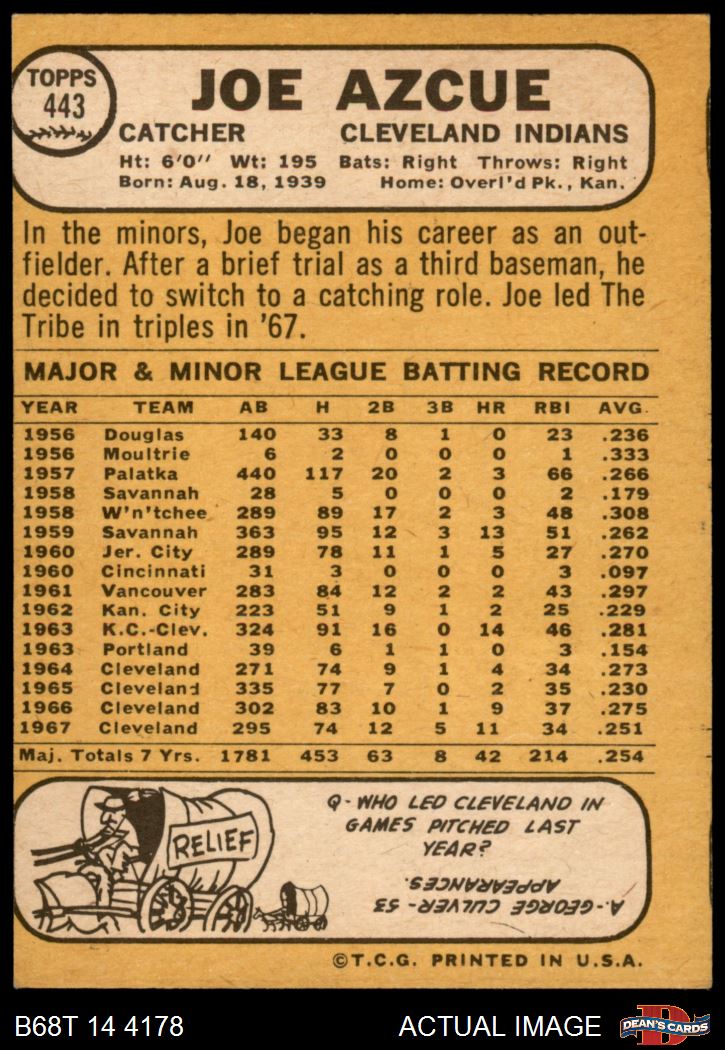 TOPPS
443
JOE AZCUE
CATCHER CLEVELAND INDIANS
Ht: 6'0" Wt: 195 Bats: Right Throws: Right
Born: Aug. 18, 1939 Home: Overl'd Pk., Kan.
In the minors, Joe began his career as an out-
fielder. After a brief trial as a third baseman, he
decided to switch to a catching role. Joe led The
Tribe in triples in '67.
MAJOR & MINOR LEAGUE BATTING RECORD
YEAR TEAM AB H 2B 3B HR RBI AVG.
1956 Douglas 140 33 8 1 0 23 .236
1956 Moultrie 6 2 0 0 0 1 .333
1957 Palatka 440 117 20 2 3 66 .266
1958 Savannah 28 5 0 0 0 2 .179
1958 W'n'tchee 289 89 17 2 3 48 .308
1959 Savannah 363 95 12 3 13 51 .262
1960 Jer. City 289 78 11 1 5 27 .270
1960 Cincinnati 31 3 0 0 0 3 .097
1961 Vancouver 283 84 12 2 2 43 .297
1962 Kan. City 223 51 9 1 2 25 .229
1963 K.C.-Clev. 324 91 16 0 14 46 .281
1963 Portland 39 6 1 1 0 3 .154
1964 Cleveland 271 74 9 1 4 34 .273
1965 Cleveland 335 77 7 0 2 35 .230
1966 Cleveland 302 83 10 1 9 37 .275
1967 Cleveland 295 74 12 5 11 34 .251
Maj. Totals 7 Yrs. 1781 453 63 8 42 214 .254
RELIEF
Q- WHO LED CLEVELAND IN
GAMES PITCHED LAST
YEAR?
A- GEORGE CULVER- 53
APPEARANCES.
©T.C.G. PRINTED IN U.S.A.
B68T 14 4178 ACTUAL IMAGE
D
DEAN'S CARDS